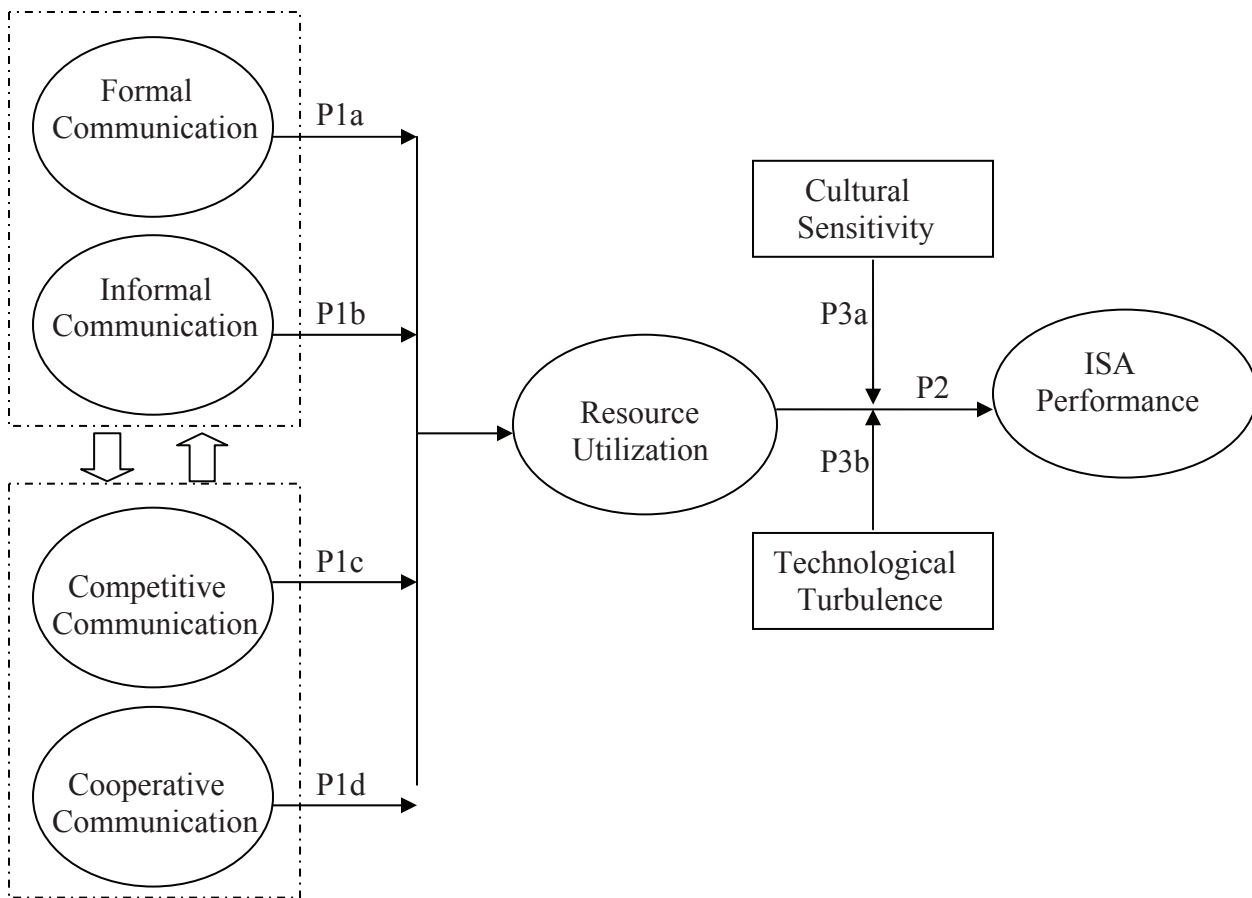 Formal
Communication
P1a
Informal
Communication
P1b
Competitive
Communication
P1c
Cooperative
Communication
P1d
Resource
Utilization
Cultural
Sensitivity
P3a
P2
P3b
Technological
Turbulence
ISA
Performance